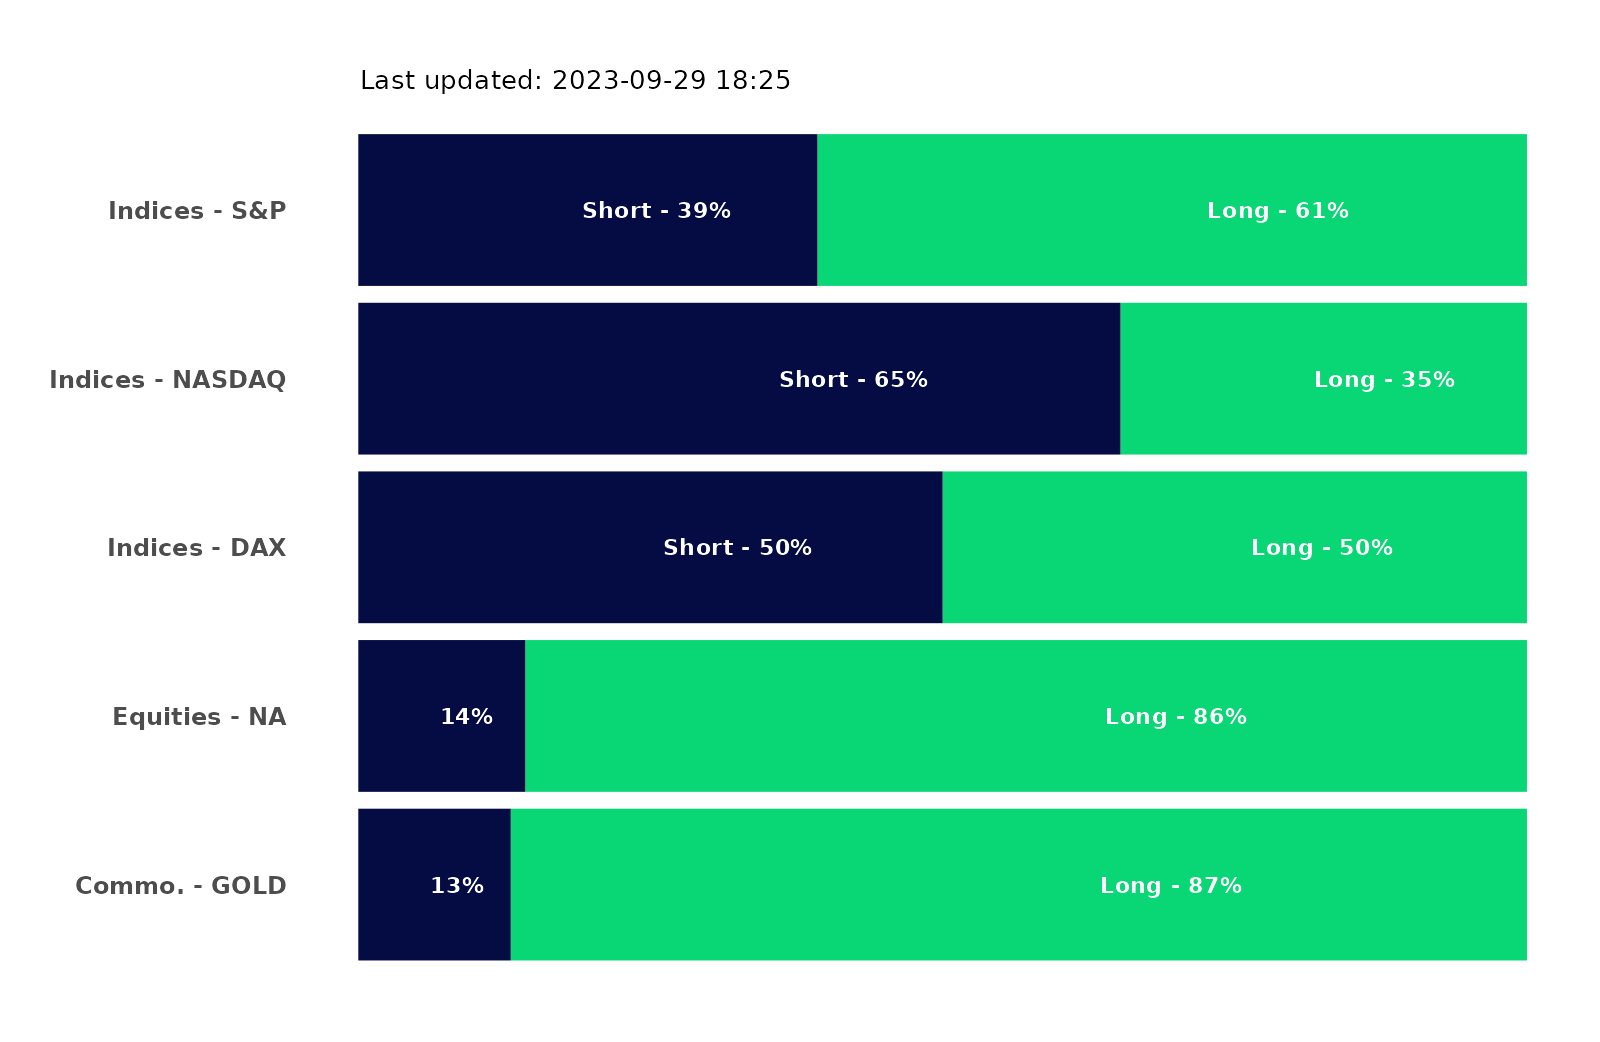 Last updated: 2023-09-29 18:25
Indices - S&P
Short - 39%
Long - 61%
Indices - NASDAQ
Short - 65%
Long - 35%
Indices - DAX
Short - 50%
Long - 50%
Equities - NA
14%
Long - 86%
Commo. - GOLD
13%
Long - 87%